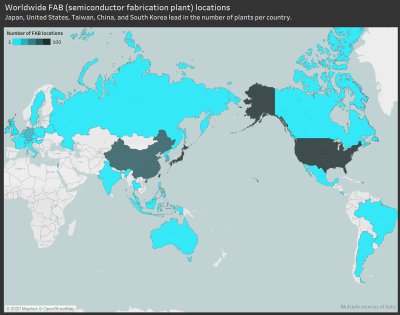 Worldwide FAB (semiconductor fabrication plant) locations
Japan, United States, Taiwan, China, and South Korea lead in the number of plants per country.
Number of FAB locations
1 100
© 2020 Mapbox © OpenStreetMap
Multiple sources of data